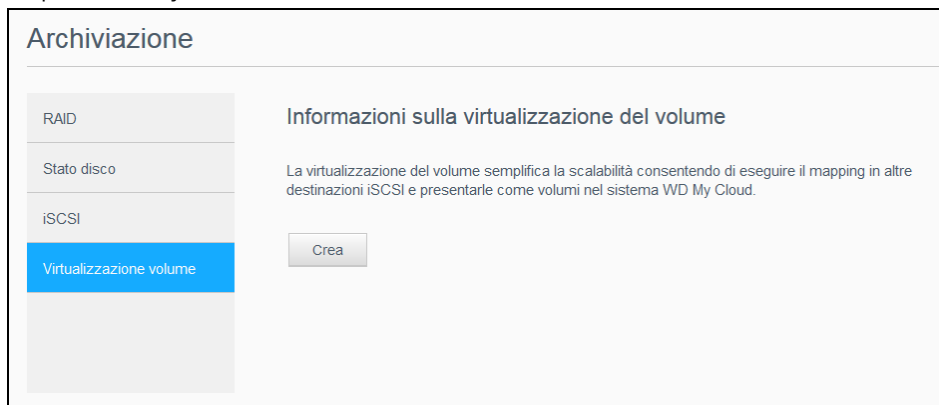 Archiviazione
RAID
Stato disco
iSCSI
Virtualizzazione volume
Informazioni sulla virtualizzazione del volume
La virtualizzazione del volume semplifica la scalabilità consentendo di eseguire il mapping in altre
destinazioni iSCSI e presentarle come volumi nel sistema WD My Cloud.
Crea